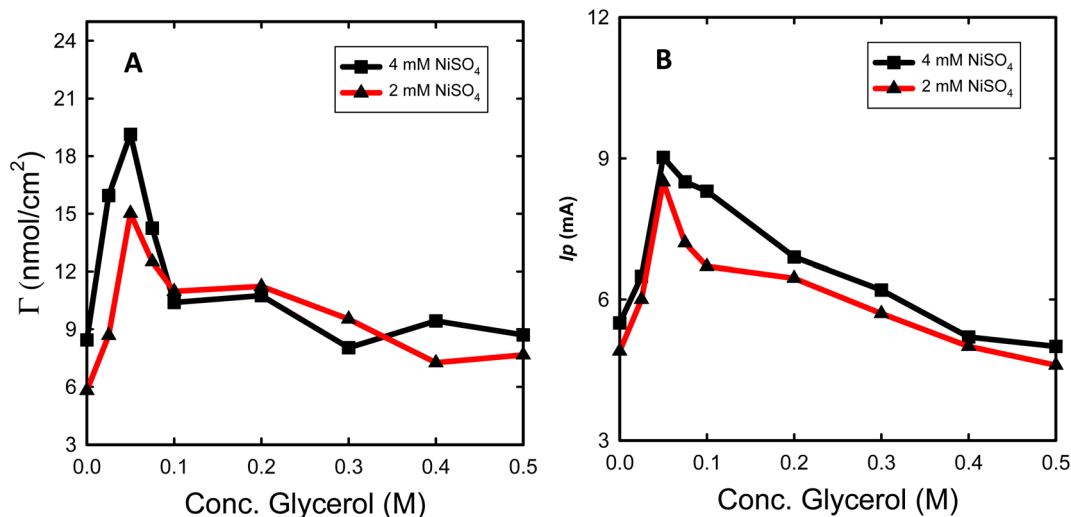 A
4 mM NiSO₄
2 mM NiSO₄
24
21
18
15
12
9
6
3
Γ (nmol/cm²)
0.0 0.1 0.2 0.3 0.4 0.5
Conc. Glycerol (M)
B
4 mM NiSO₄
2 mM NiSO₄
12
9
6
3
Ip (mA)
0.0 0.1 0.2 0.3 0.4 0.5
Conc. Glycerol (M)